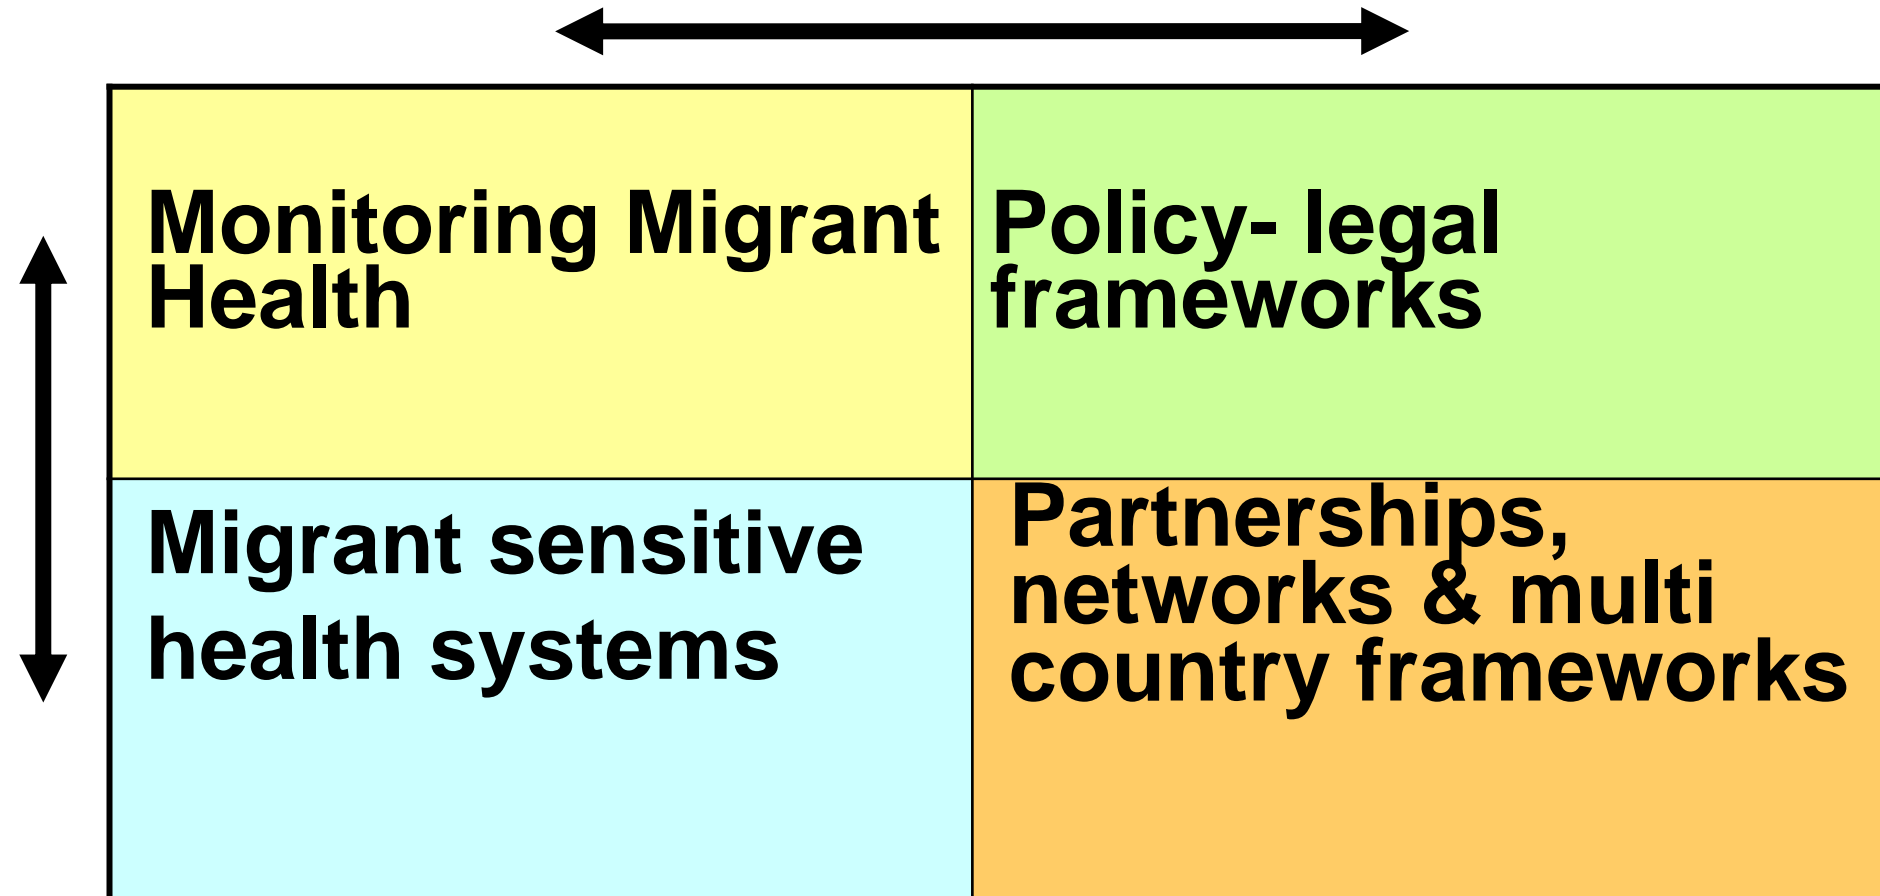 Monitoring Migrant
Health
Policy- legal
frameworks
Migrant sensitive
health systems
Partnerships,
networks & multi
country frameworks